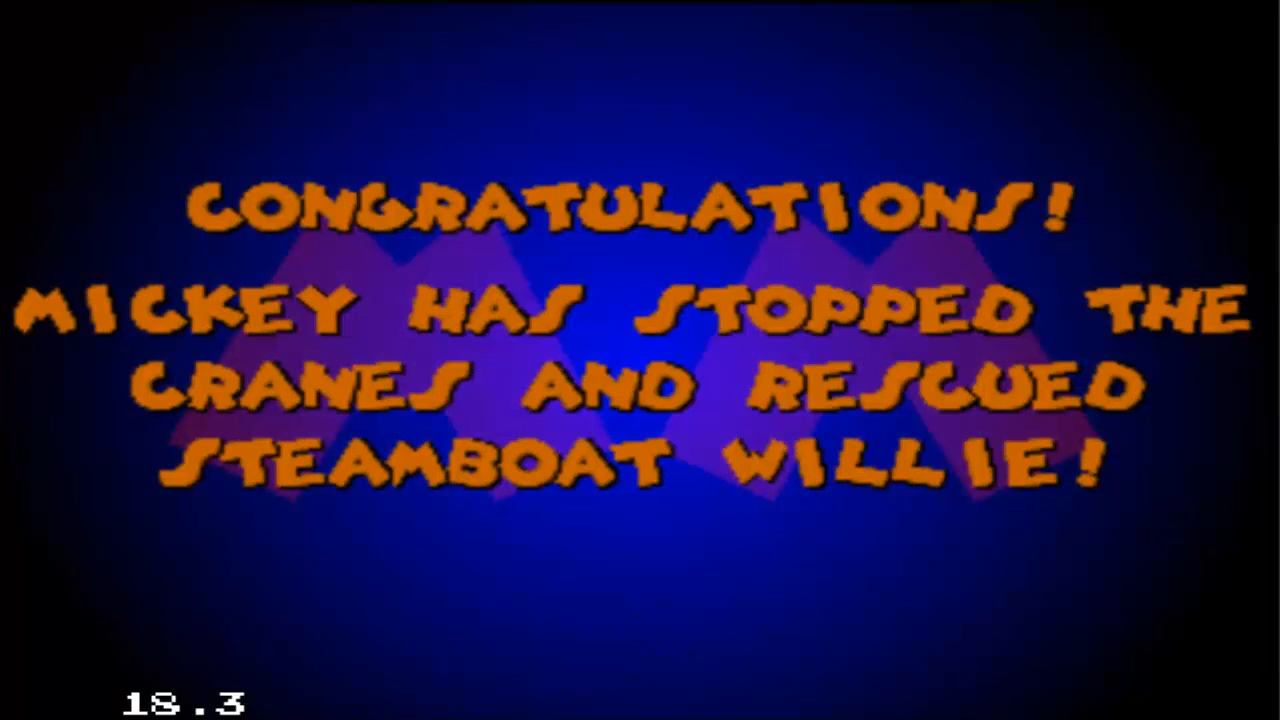 CONGRATULATIONS!
MICKEY HAS STOPPED THE
CRANES AND RESCUED
STEAMBOAT WILLIE!
18.3